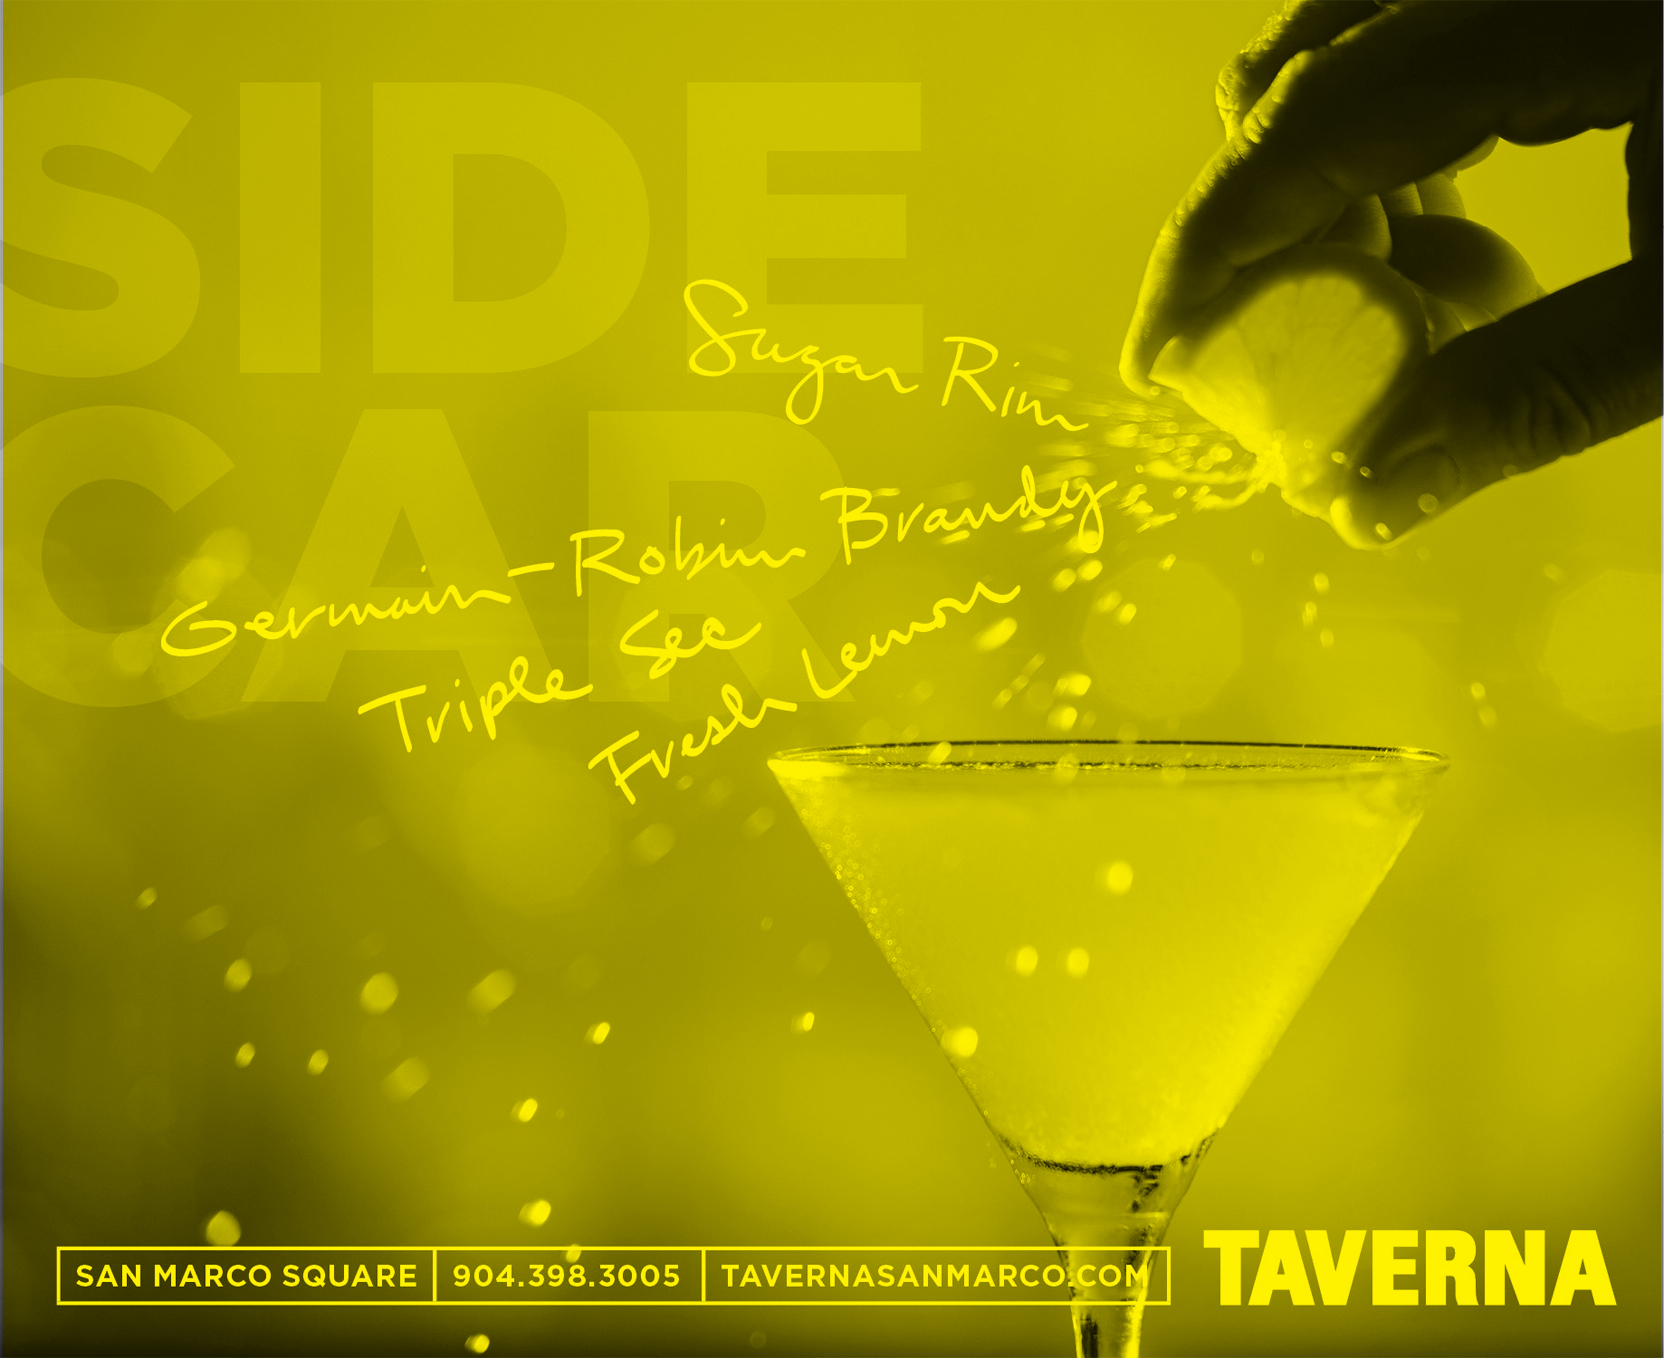 SIDE
CAR
Sugar Rim
Germain-Robin Brandy
Triple Sec
Fresh Lemon
SAN MARCO SQUARE
904.398.3005
TAVERNASANMARCO.COM
TAVERNA